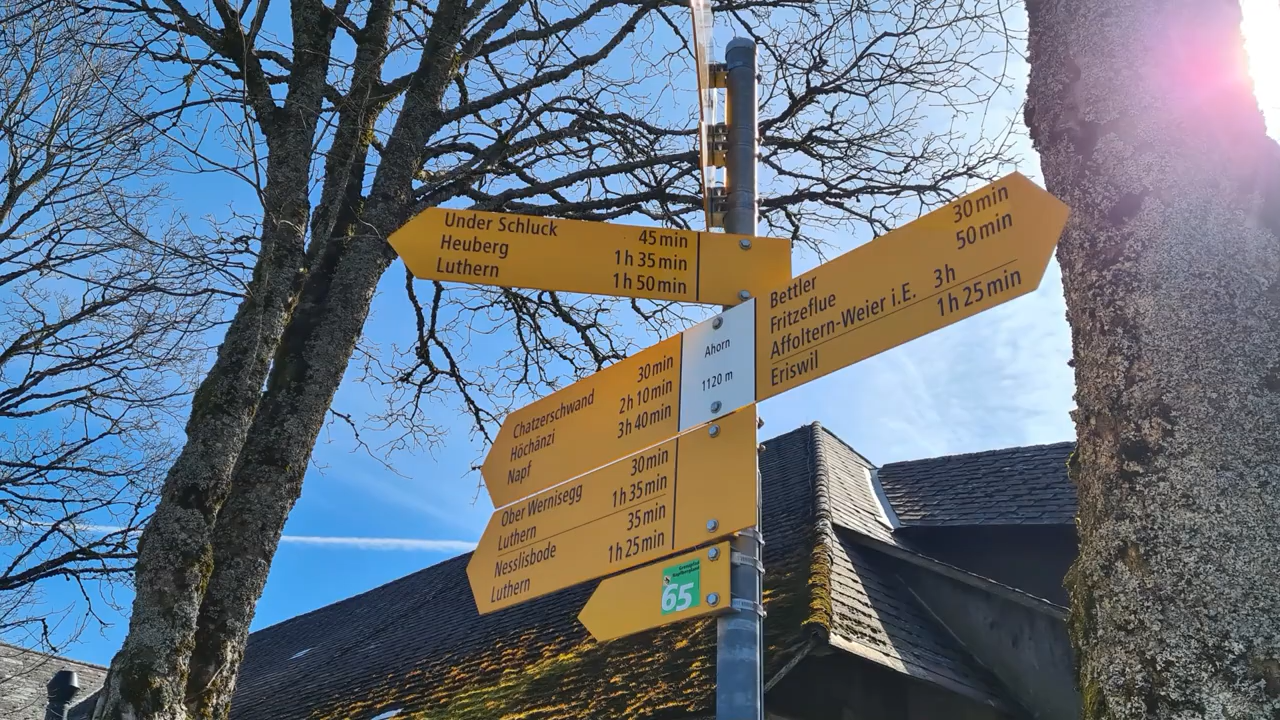 Under Schluck 45 min
Heuberg 1 h 35 min
Luthern 1 h 50 min
Bettler 30 min
Fritzeflue 50 min
Affoltern-Weier i.E. 3 h
Eriswil 1 h 25 min
Ahorn
1120 m
Chatzerschwand 30 min
Höchänzi 2 h 10 min
Napf 3 h 40 min
Ober Wernisegg 30 min
Luthern 1 h 35 min
Nesslisbode 35 min
Luthern 1 h 25 min
65